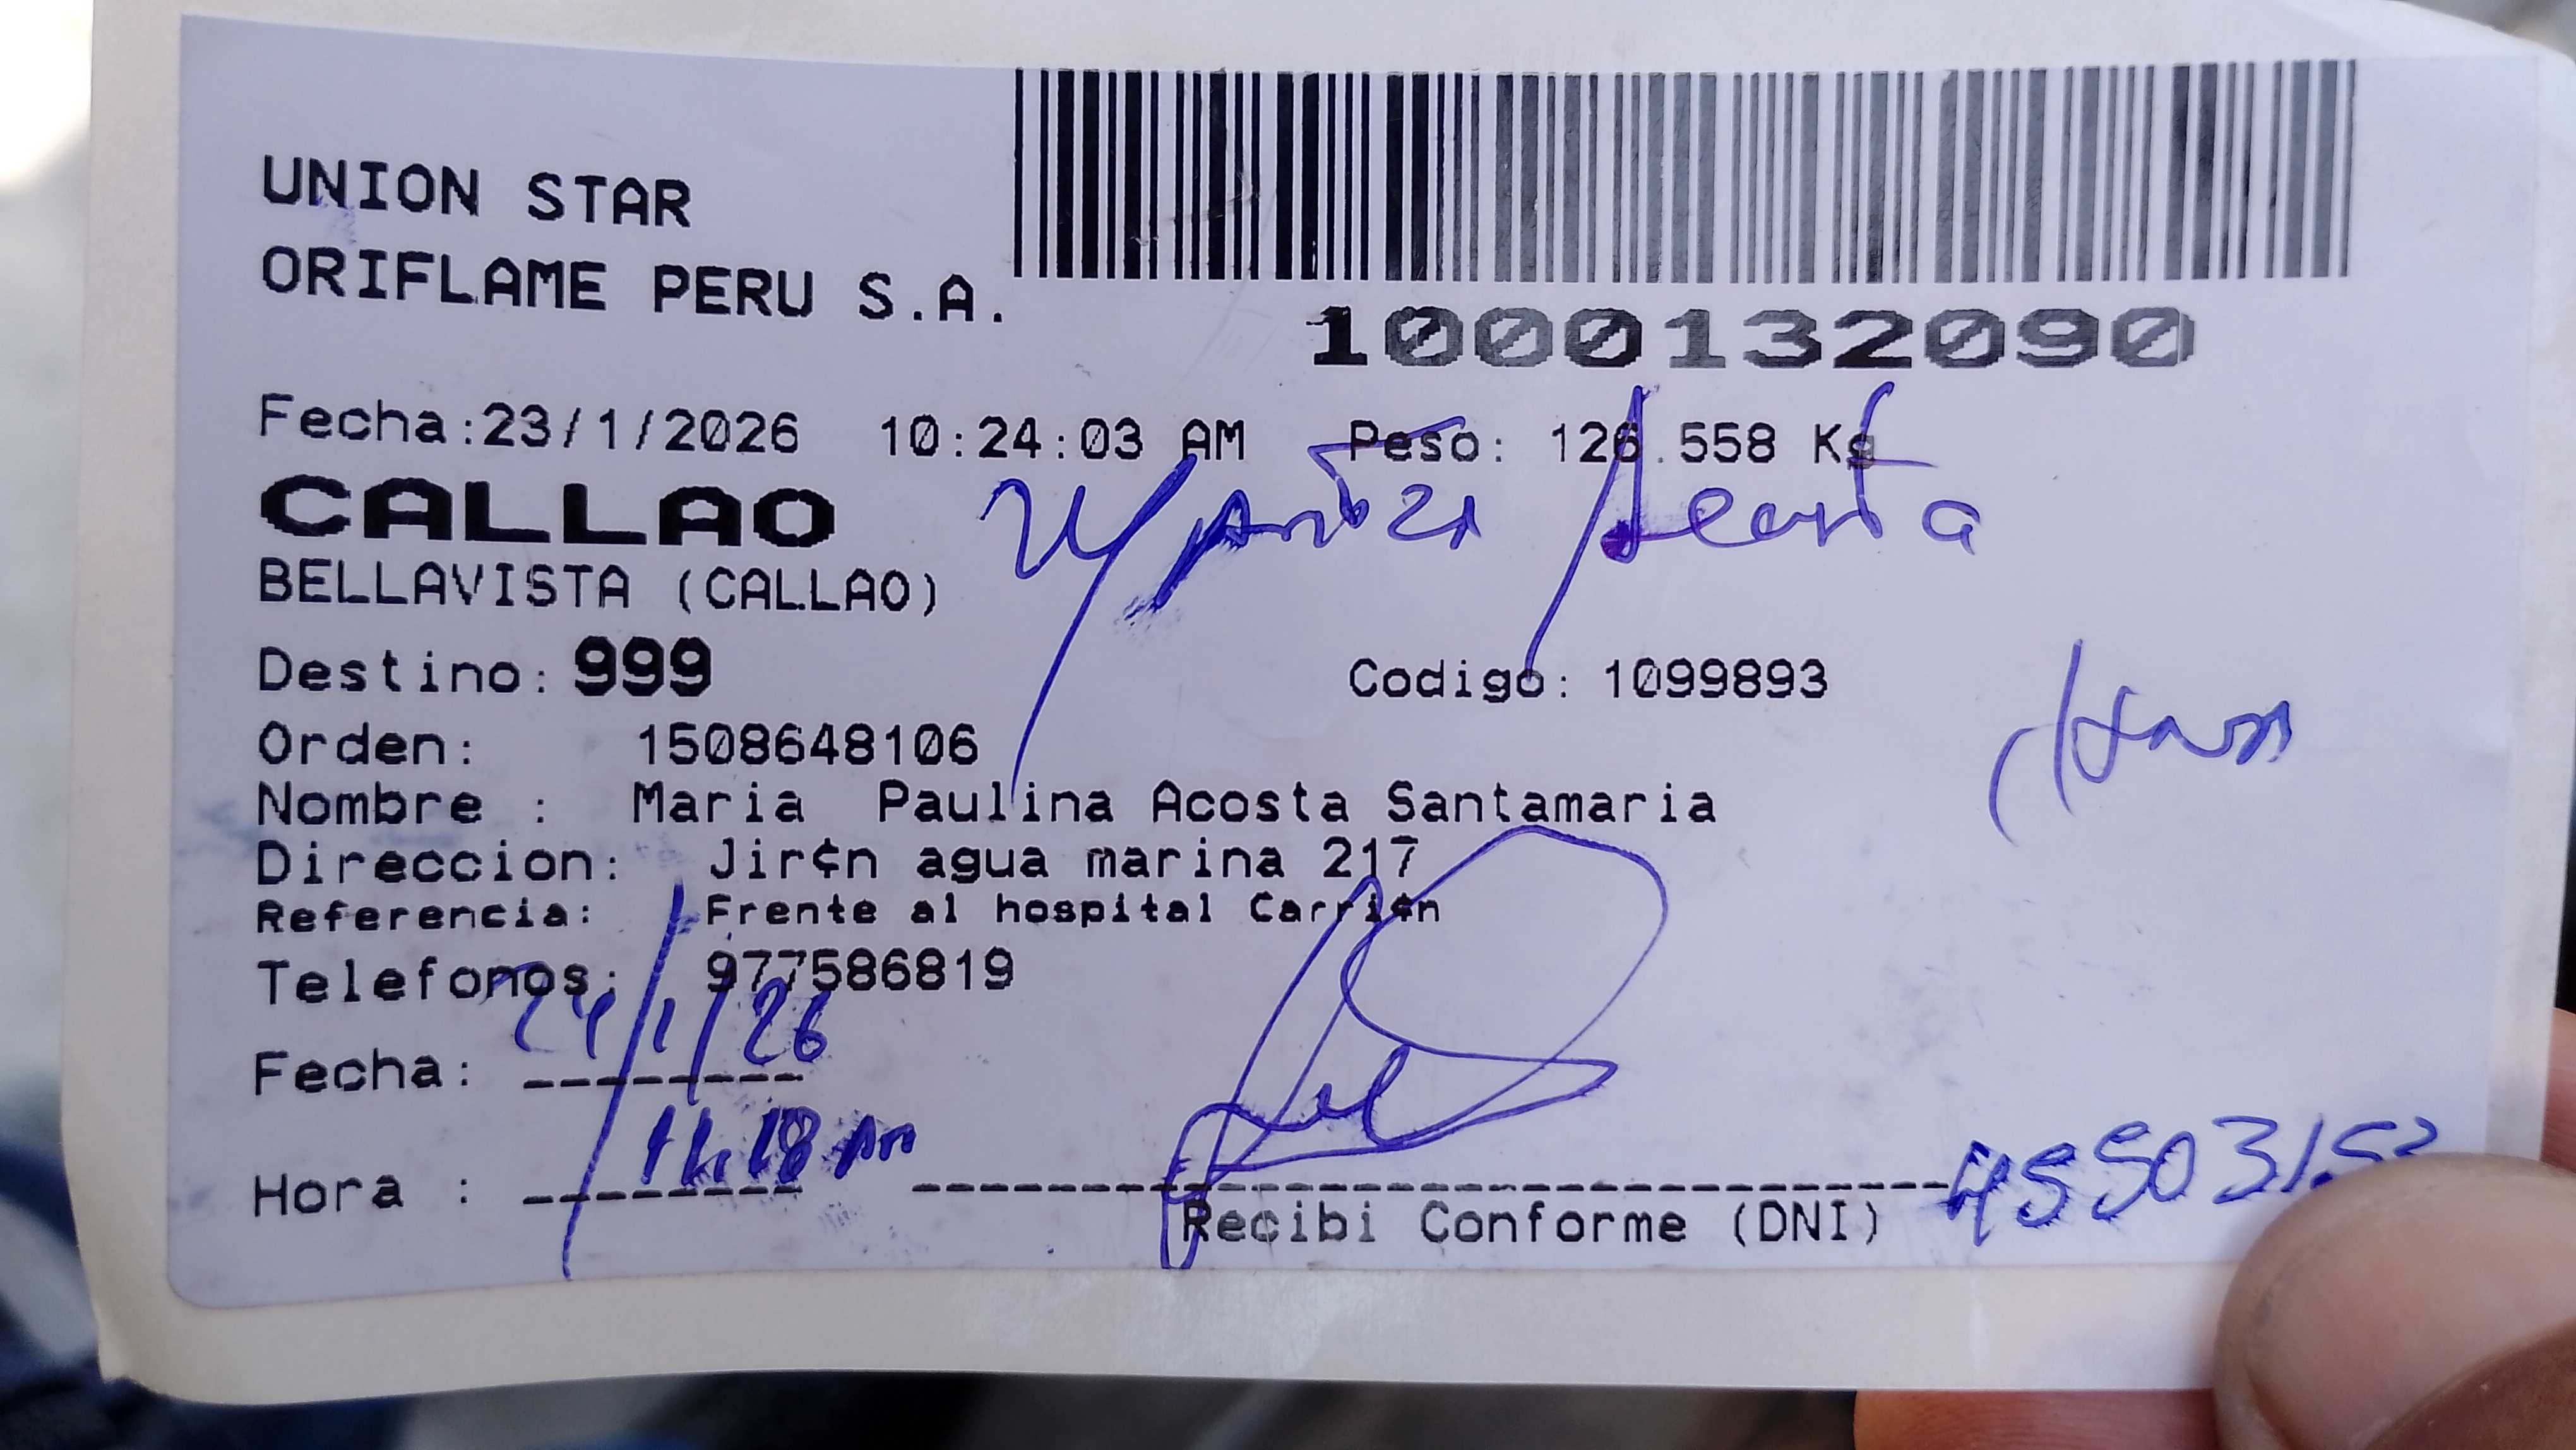 UNION STAR
ORIFLAME PERU S.A.
1000132090
Fecha:23/1/2026 10:24:03 AM Peso: 126.558 Kg
CALLAO
Acosta
BELLAVISTA (CALLAO)
Destino: 999 Codigo: 1099893
Orden: 1508648106
Nombre : Maria Paulina Acosta Santamaria
Direccion: Jir¢n agua marina 217
Referencia: Frente al hospital Carri¢n
Telefonos: 977586819
Fecha: 24/1/26
Hora : 11:18 am
Recibi Conforme (DNI)